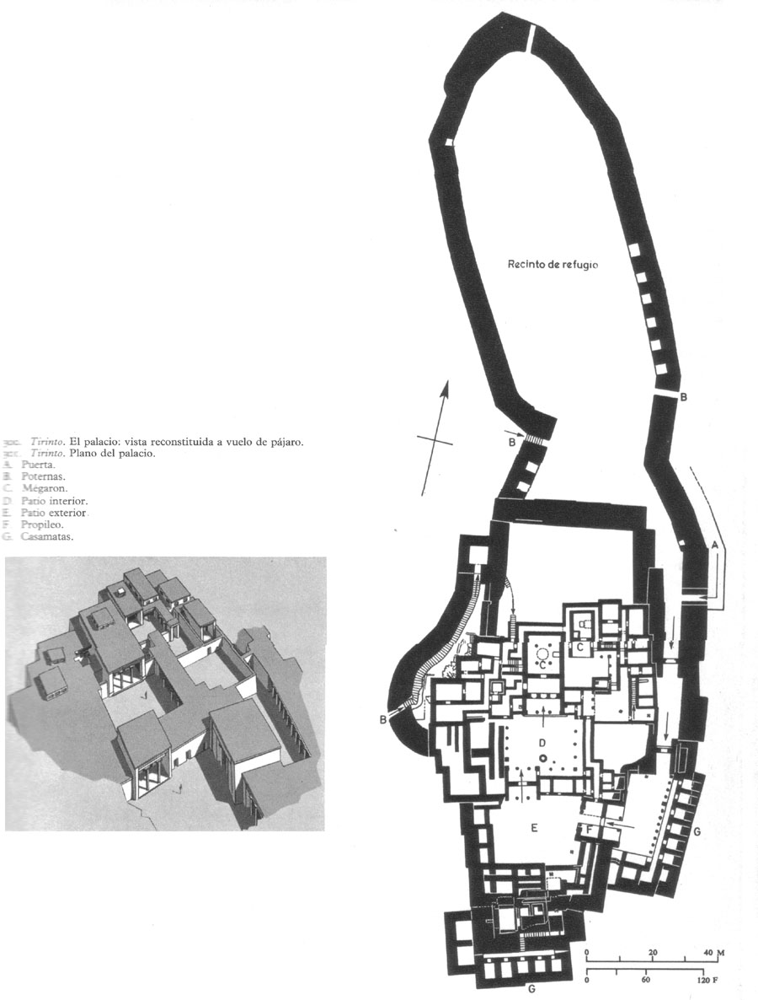 Tirinto. El palacio: vista reconstituida a vuelo de pájaro.
Tirinto. Plano del palacio.
A. Puerta.
B. Poternas.
C. Mégaron.
D. Patio interior.
E. Patio exterior.
F. Propileo.
G. Casamatas.
Recinto de refugio
B
B
A
C
C
B
D
E
F
G
G
0 20 40 M
0 60 120 F